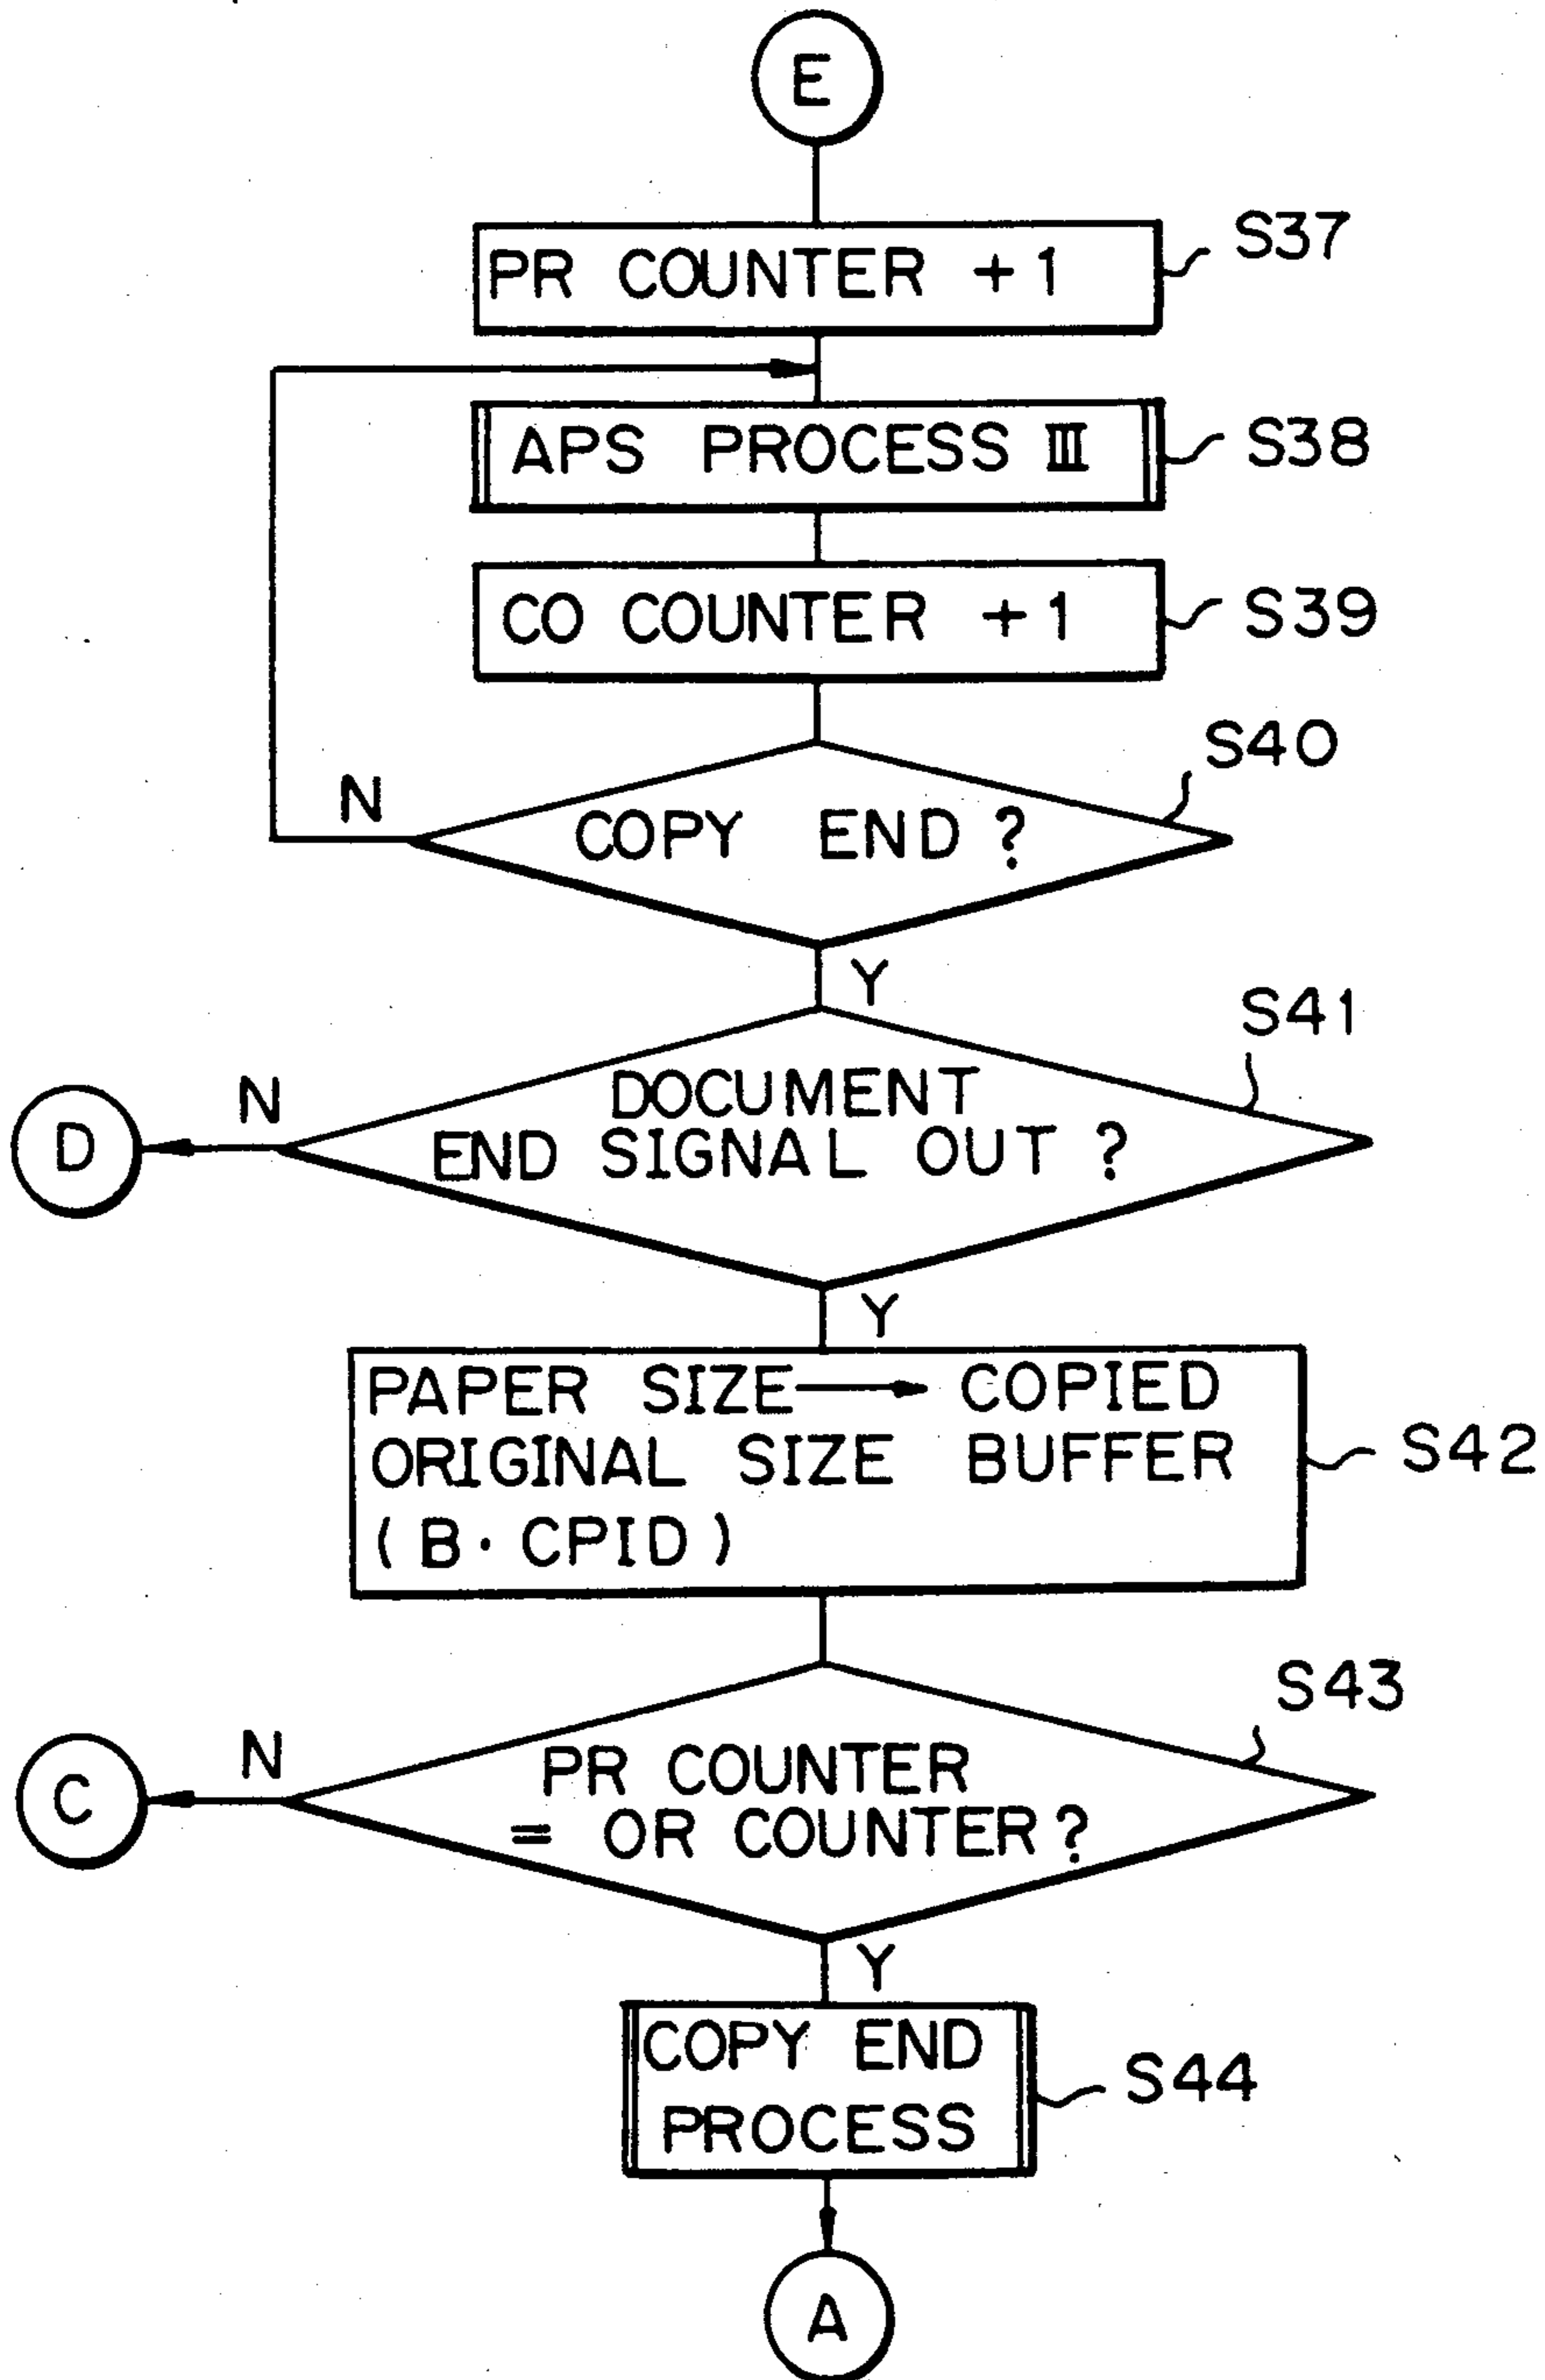 E
PR COUNTER +1
S37
APS PROCESS III
S38
CO COUNTER +1
S39
S40
N
COPY END ?
Y
S41
N
DOCUMENT
D
END SIGNAL OUT ?
Y
PAPER SIZE → COPIED
ORIGINAL SIZE BUFFER
S42
(B · CPID)
S43
N
PR COUNTER
C
= OR COUNTER ?
Y
COPY END
S44
PROCESS
A